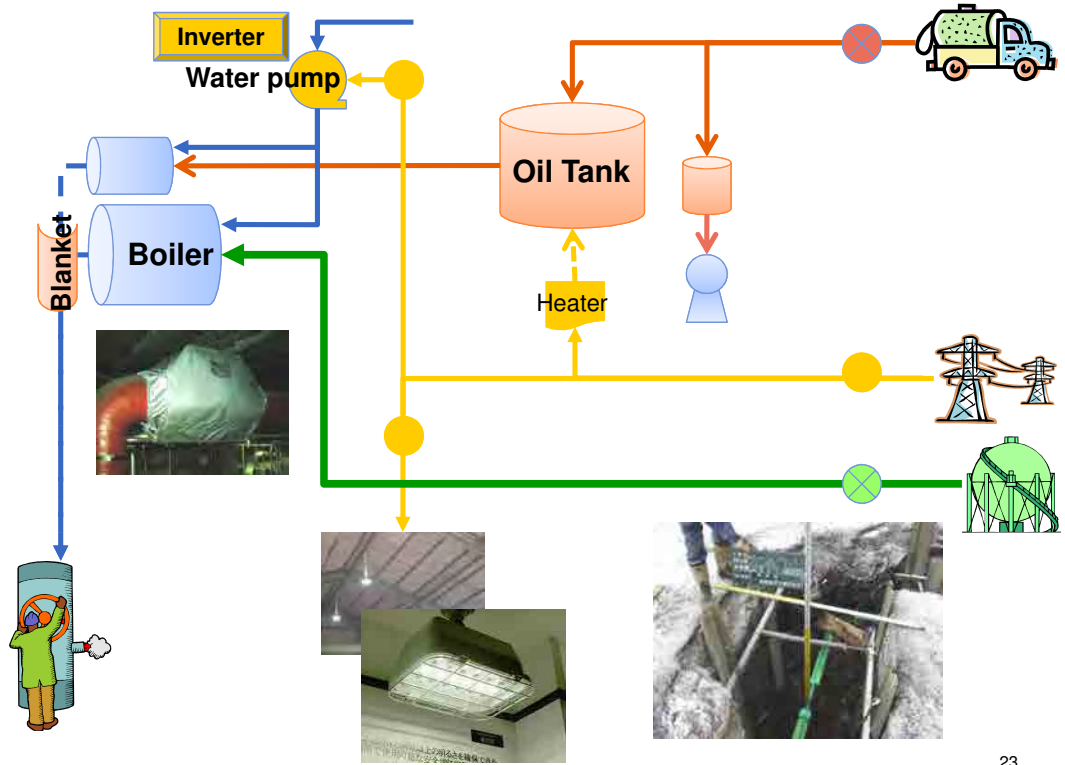 Inverter
Water pump
Oil Tank
Blanket
Boiler
Heater
23